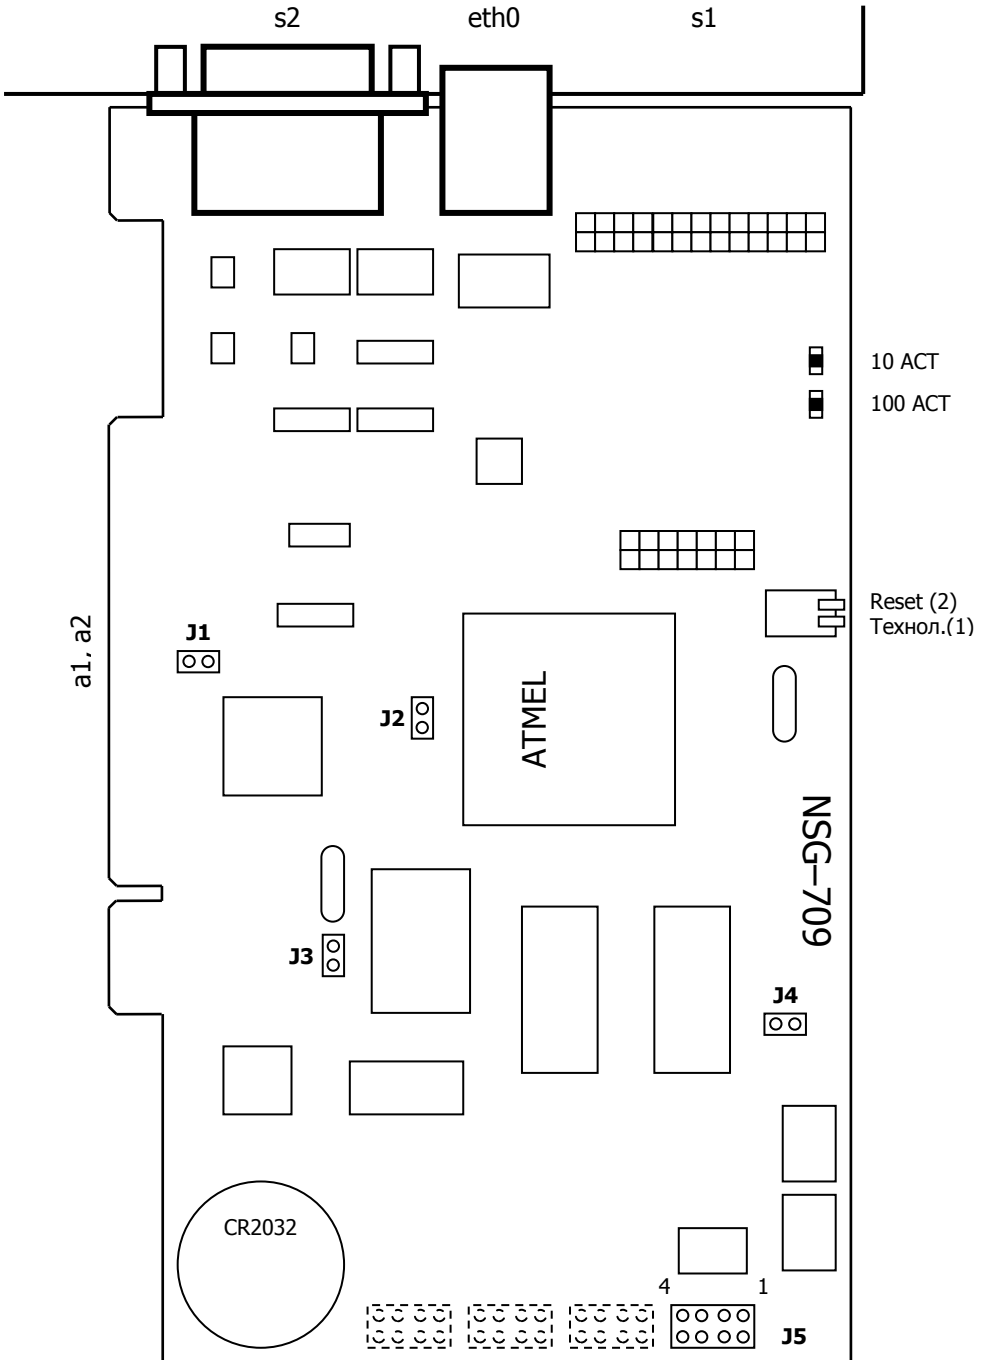 s2
eth0
s1
10 ACT
100 ACT
Reset (2)
Технол.(1)
a1, a2
J1
J2
ATMEL
NSG–709
J3
J4
CR2032
4
1
J5